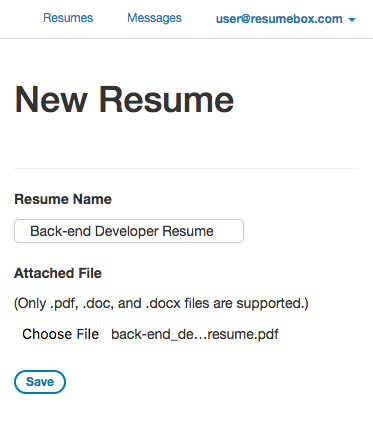 Resumes Messages user@resumebox.com
New Resume
Resume Name
Back-end Developer Resume
Attached File
(Only .pdf, .doc, and .docx files are supported.)
Choose File back-end_de...resume.pdf
Save